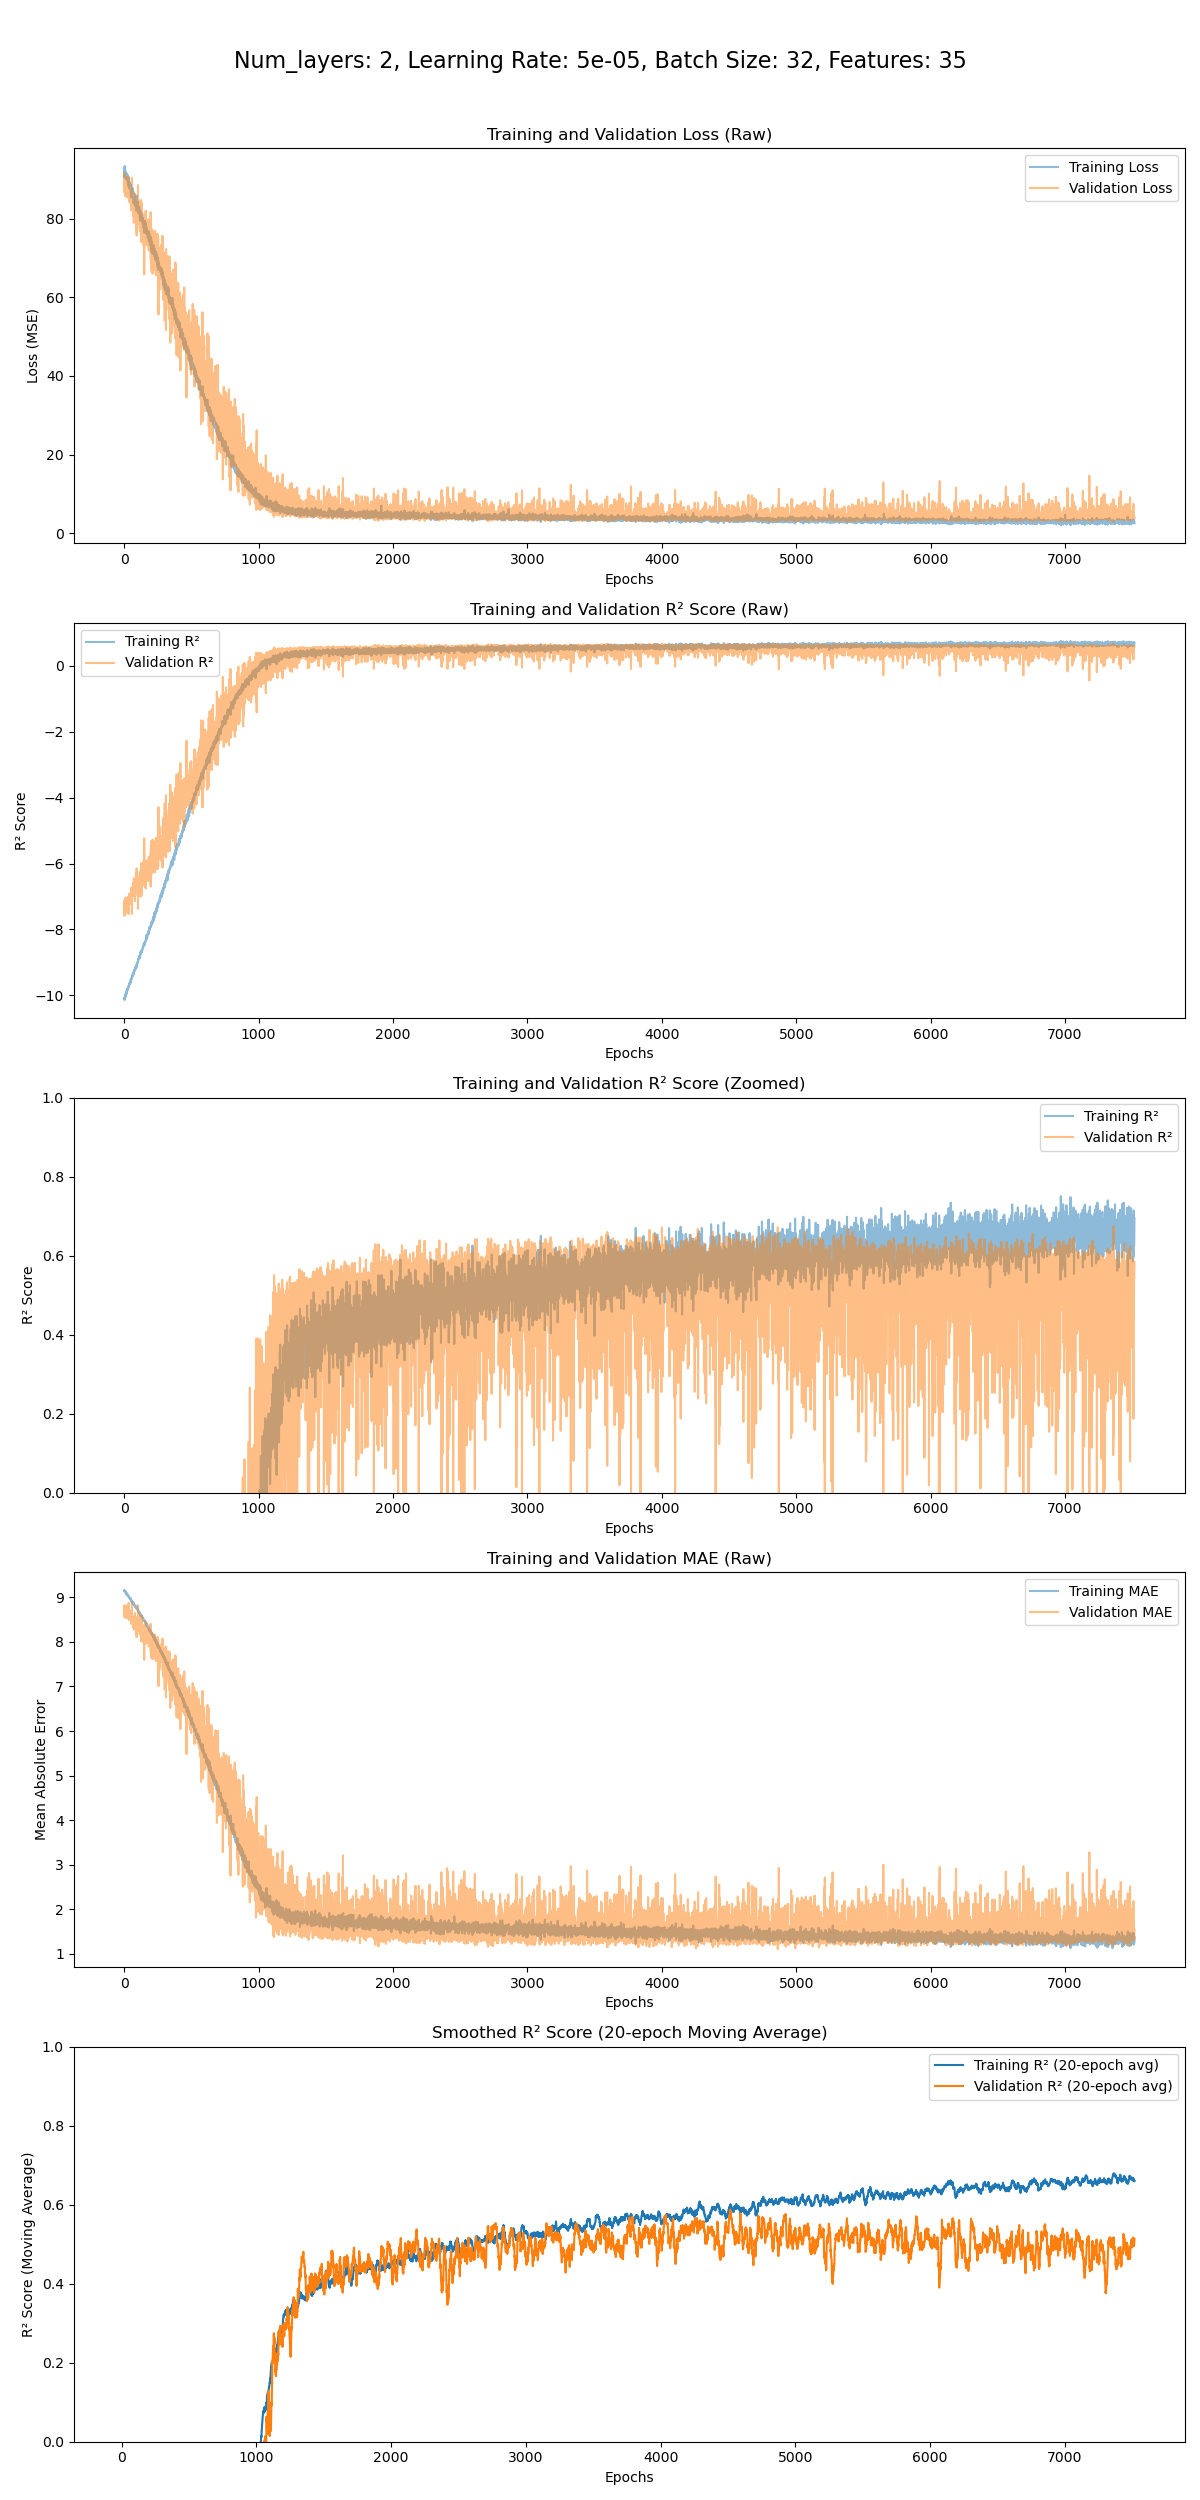 Num_layers: 2, Learning Rate: 5e-05, Batch Size: 32, Features: 35
Training and Validation Loss (Raw)
Training Loss
Validation Loss
Loss (MSE)
80
60
40
20
0
0 1000 2000 3000 4000 5000 6000 7000
Epochs
Training and Validation R² Score (Raw)
Training R²
Validation R²
R² Score
0
−2
−4
−6
−8
−10
0 1000 2000 3000 4000 5000 6000 7000
Epochs
Training and Validation R² Score (Zoomed)
Training R²
Validation R²
R² Score
1.0
0.8
0.6
0.4
0.2
0.0
0 1000 2000 3000 4000 5000 6000 7000
Epochs
Training and Validation MAE (Raw)
Training MAE
Validation MAE
Mean Absolute Error
9
8
7
6
5
4
3
2
1
0 1000 2000 3000 4000 5000 6000 7000
Epochs
Smoothed R² Score (20-epoch Moving Average)
Training R² (20-epoch avg)
Validation R² (20-epoch avg)
R² Score (Moving Average)
1.0
0.8
0.6
0.4
0.2
0.0
0 1000 2000 3000 4000 5000 6000 7000
Epochs